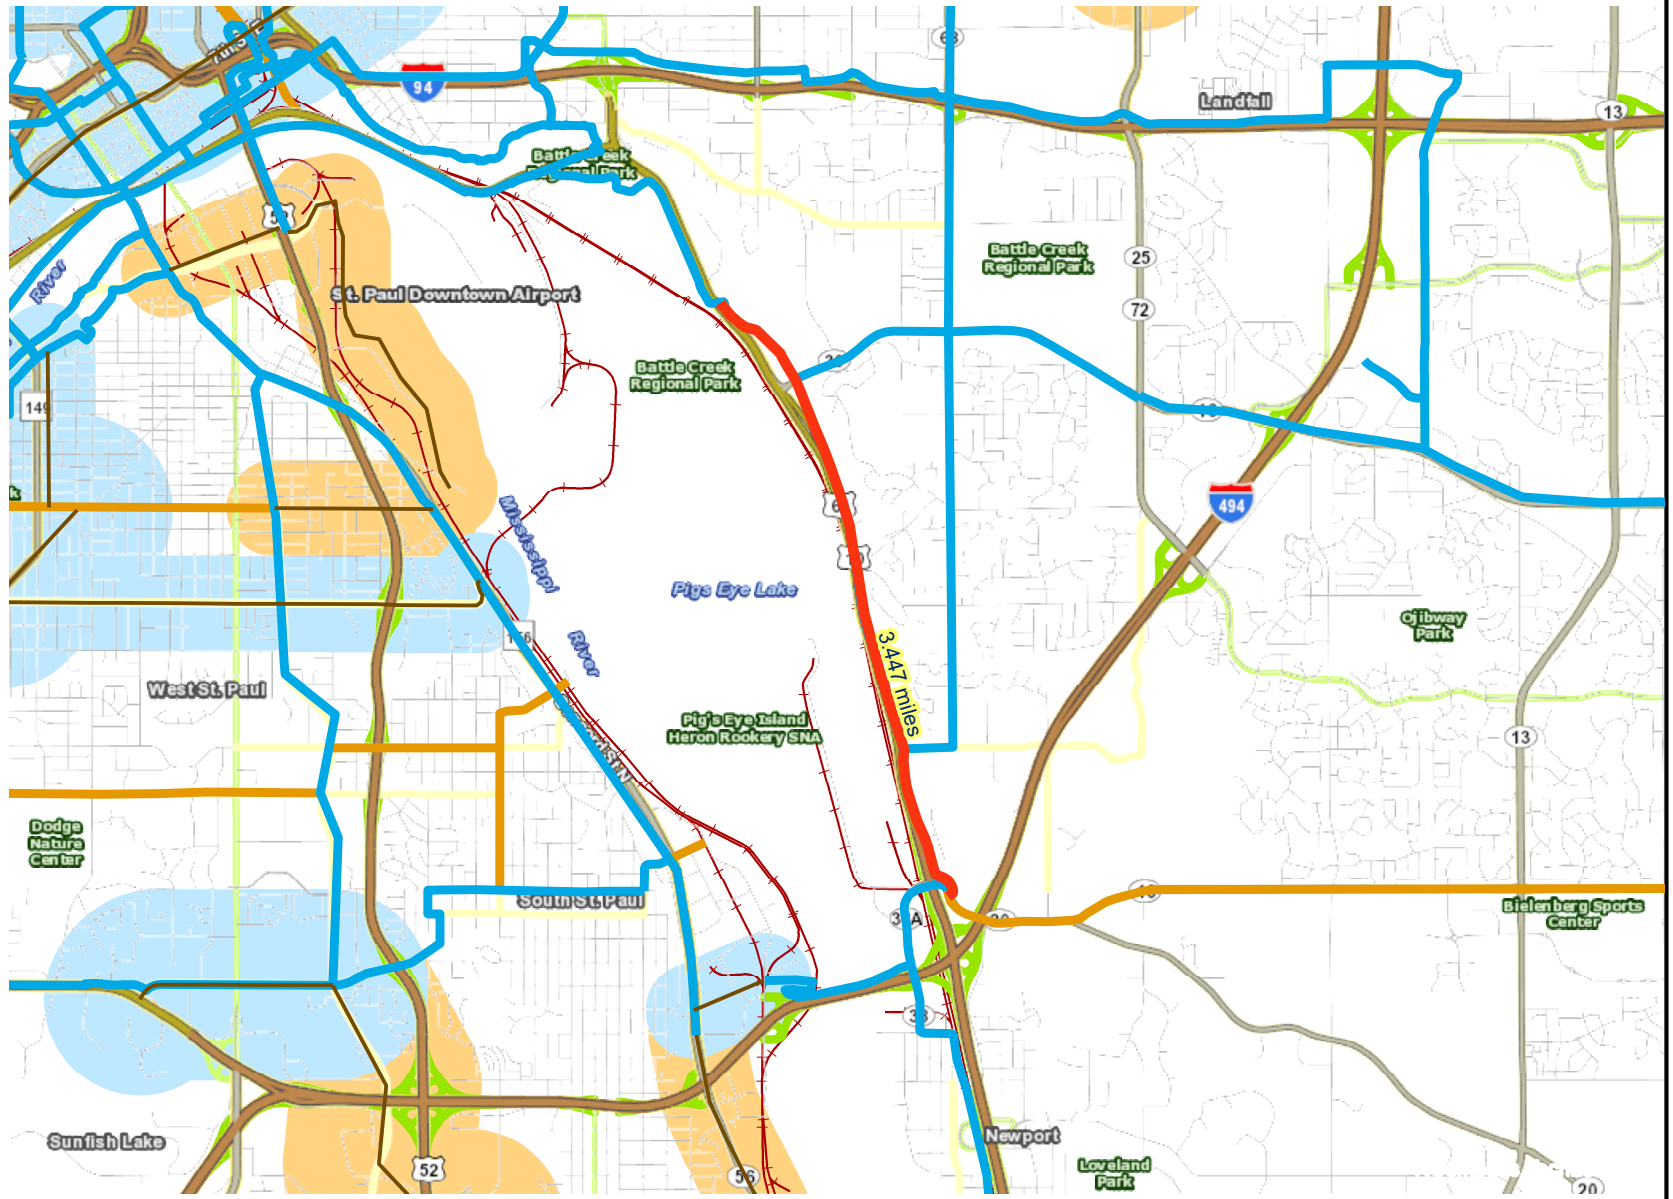 94
Landfall
13
Battle Creek
Regional Park
River
St. Paul Downtown Airport
Battle Creek
Regional Park
25
72
Battle Creek
Regional Park
149
494
Mississippi
River
Pigs Eye Lake
Ojibway
Park
3.447 miles
West St. Paul
Pig's Eye Island
Heron Rookery SNA
13
Dodge
Nature
Center
South St. Paul
Bielenberg Sports
Center
Newport
Sunfish Lake
Loveland
Park
52
56
20